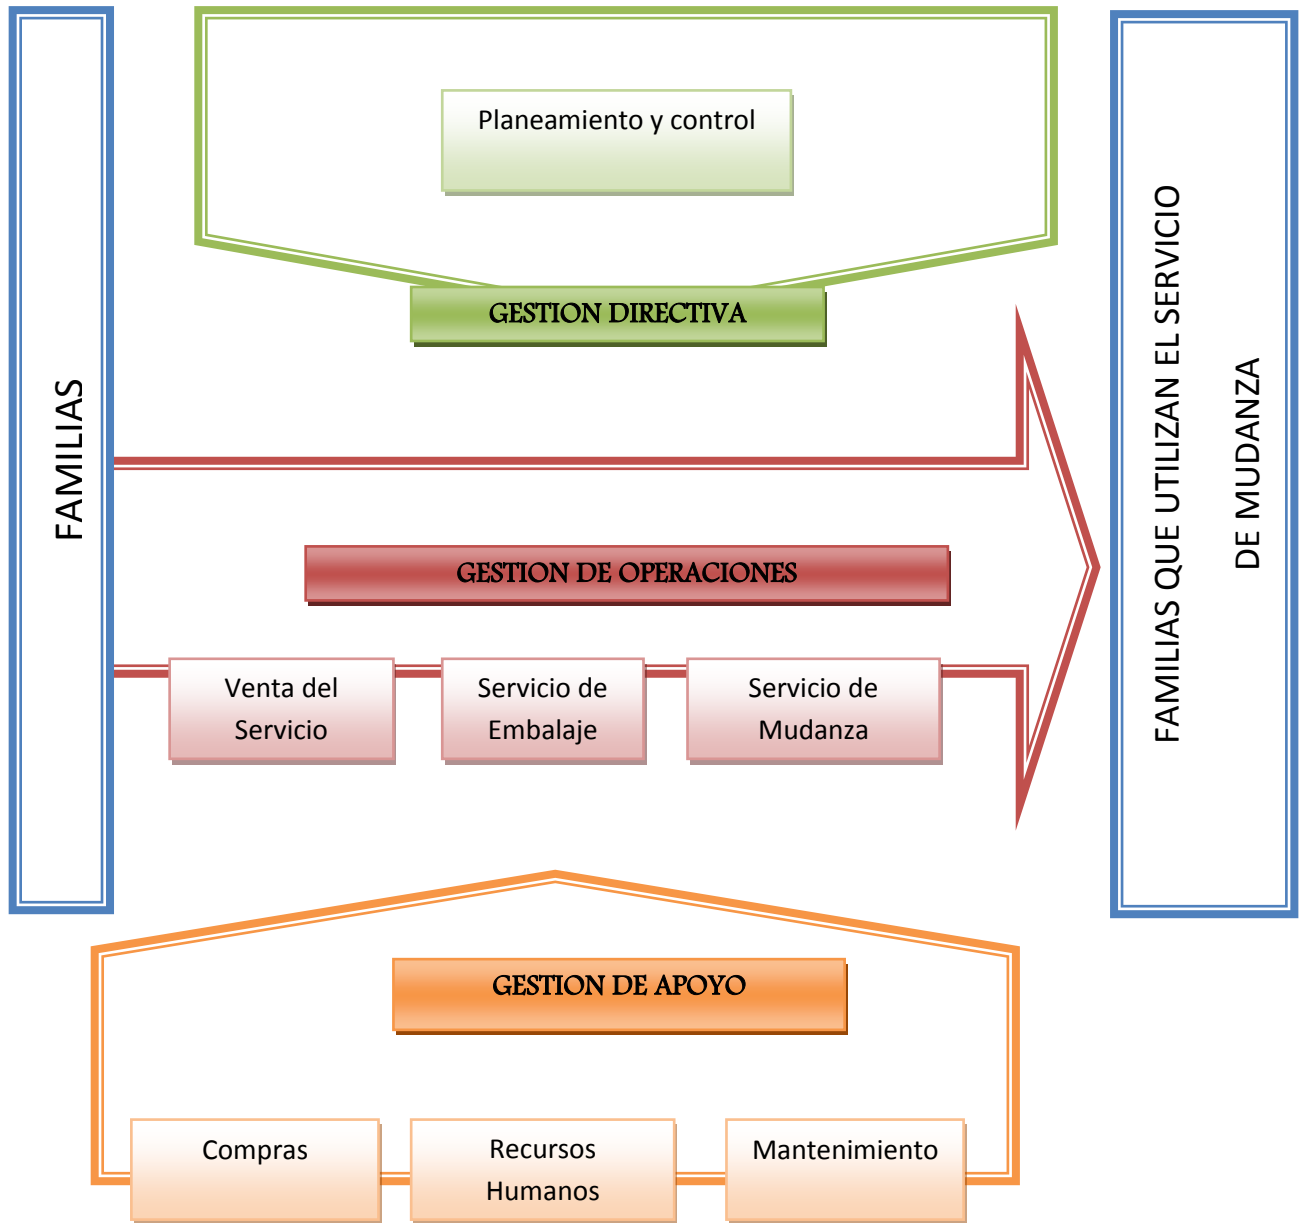 FAMILIAS
Planeamiento y control
GESTION DIRECTIVA
GESTION DE OPERACIONES
Venta del
Servicio
Servicio de
Embalaje
Servicio de
Mudanza
GESTION DE APOYO
Compras
Recursos
Humanos
Mantenimiento
FAMILIAS QUE UTILIZAN EL SERVICIO
DE MUDANZA